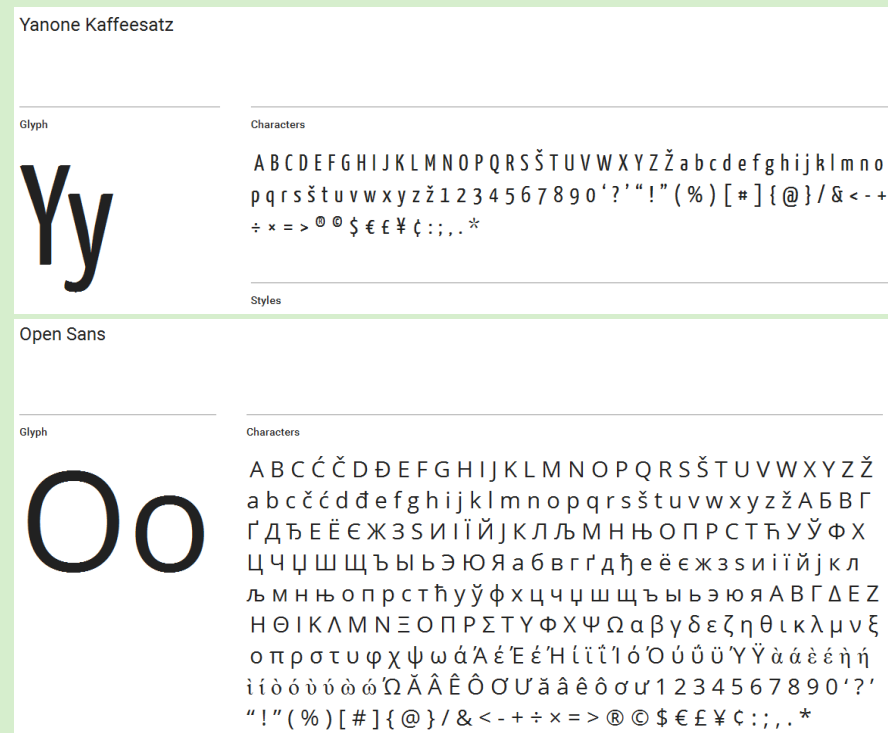 Yanone Kaffeesatz
Glyph
Characters
Yy
A B C D E F G H I J K L M N O P Q R S Š T U V W X Y Z Ž a b c d e f g h i j k l m n o
p q r s š t u v w x y z ž 1 2 3 4 5 6 7 8 9 0 ‘ ? ’ “ ! ” ( % ) [ # ] { @ } / & < - +
÷ × = > ® © $ € £ ¥ ¢ : ; , . *
Styles
Open Sans
Glyph
Characters
Oo
A B C Ć Č D Đ E F G H I J K L M N O P Q R S Š T U V W X Y Z Ž
a b c č ć d đ e f g h i j k l m n o p q r s š t u v w x y z ž А Б В Г
Ґ Д Ђ Е Ё Є Ж З Ѕ И І Ї Й Ј К Л Љ М Н Њ О П Р С Т Ћ У Ў Ф Х
Ц Ч Џ Ш Щ Ъ Ы Ь Э Ю Я а б в г ґ д ђ е ё є ж з ѕ и і ї й ј к л
љ м н њ о п р с т ћ у ў ф х ц ч џ ш щ ъ ы ь э ю я Α Β Γ Δ Ε Ζ
Η Θ Ι Κ Λ Μ Ν Ξ Ο Π Ρ Σ Τ Υ Φ Χ Ψ Ω α β γ δ ε ζ η θ ι κ λ μ ν ξ
ο π ρ σ τ υ φ χ ψ ω ά Ά έ Έ έ Ή ί ϊ ΐ Ί ό Ό ύ ΰ ϋ Ύ Ϋ ὰ ά ὲ έ ὴ ή
ὶ ί ὸ ό ὺ ύ ὼ ώ Ώ Ă Â Ê Ô Ơ Ư ă â ê ô ơ ư 1 2 3 4 5 6 7 8 9 0 ‘ ? ’
“ ! ” ( % ) [ # ] { @ } / & < - + ÷ × = > ® © $ € £ ¥ ¢ : ; , . *